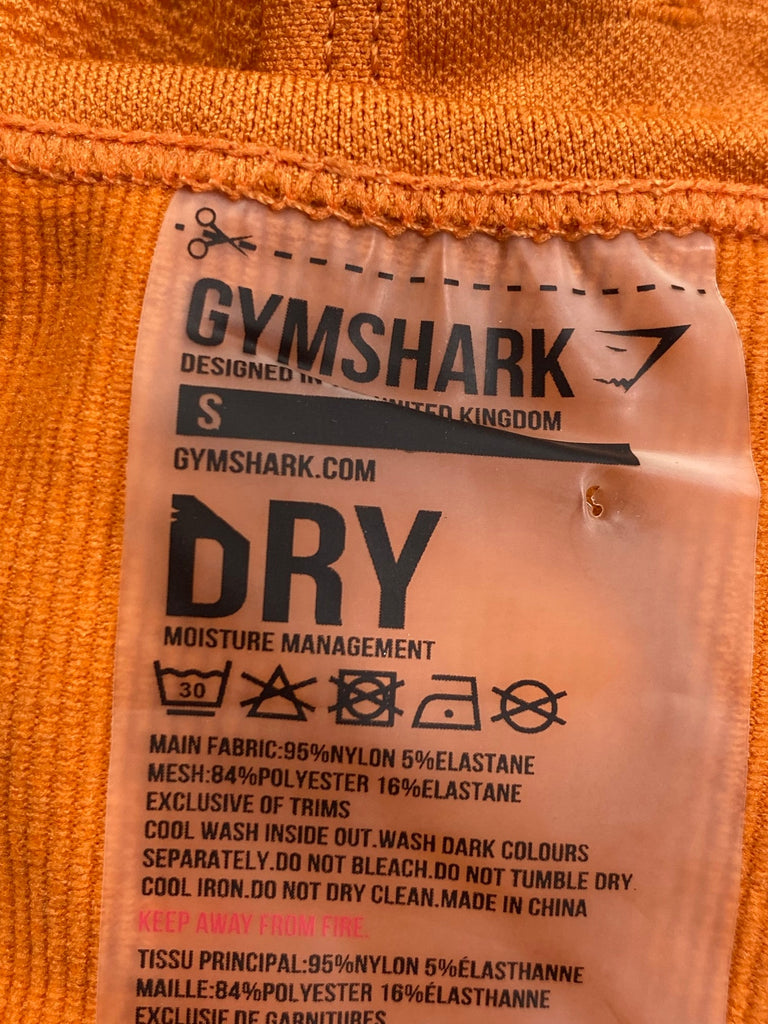 GYMSHARK
DESIGNED IN UNITED KINGDOM
S
GYMSHARK.COM
DRY
MOISTURE MANAGEMENT
30
MAIN FABRIC:95%NYLON 5%ELASTANE
MESH:84%POLYESTER 16%ELASTANE
EXCLUSIVE OF TRIMS
COOL WASH INSIDE OUT.WASH DARK COLOURS
SEPARATELY.DO NOT BLEACH.DO NOT TUMBLE DRY.
COOL IRON.DO NOT DRY CLEAN.MADE IN CHINA
KEEP AWAY FROM FIRE.
TISSU PRINCIPAL:95%NYLON 5%ÉLASTHANNE
MAILLE:84%POLYESTER 16%ÉLASTHANNE
EXCLUSIF DE GARNITURES